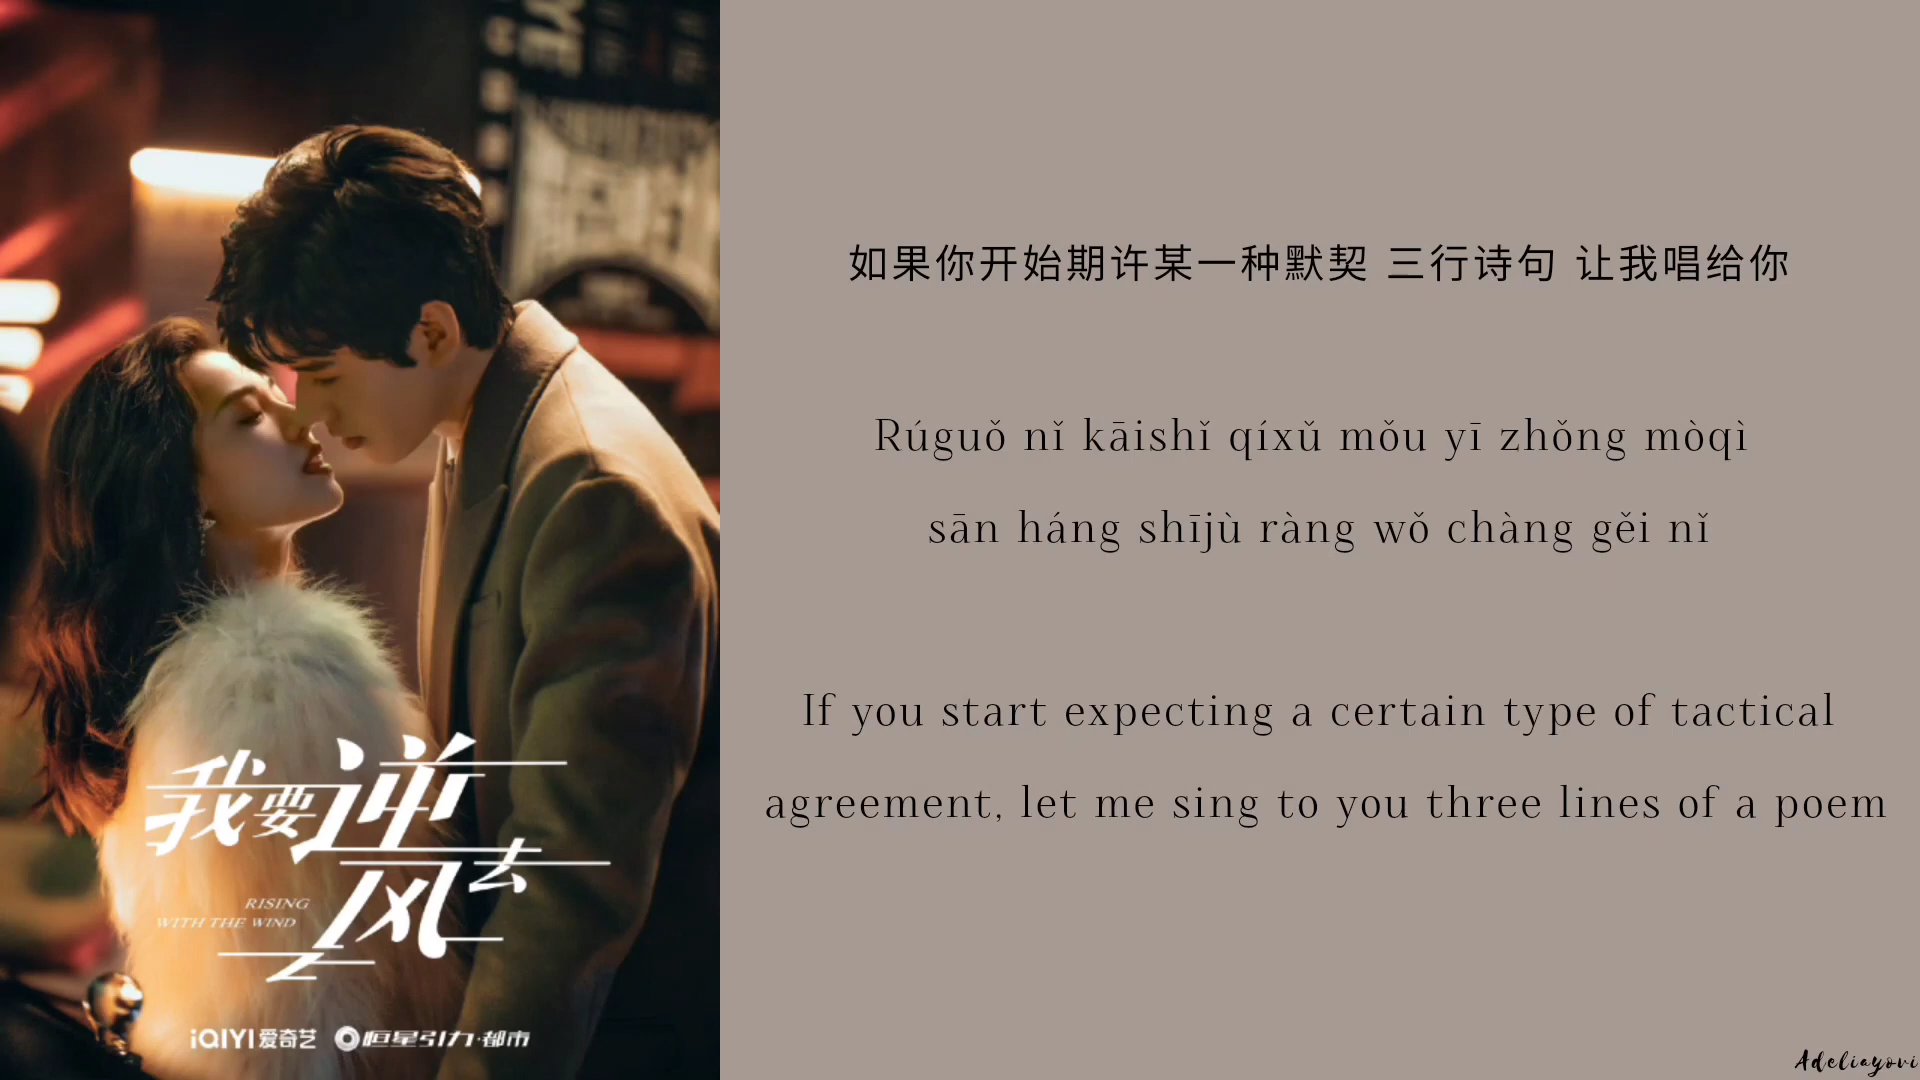 如果你开始期许某一种默契 三行诗句 让我唱给你
Rúguǒ nǐ kāishǐ qíxǔ mǒu yī zhǒng mòqì
sān háng shījù ràng wǒ chàng gěi nǐ
If you start expecting a certain type of tactical
agreement, let me sing to you three lines of a poem
我要逆风去
RISING
WITH THE WIND
iQIYI 爱奇艺 恒星引力·都市
Adeliayovi